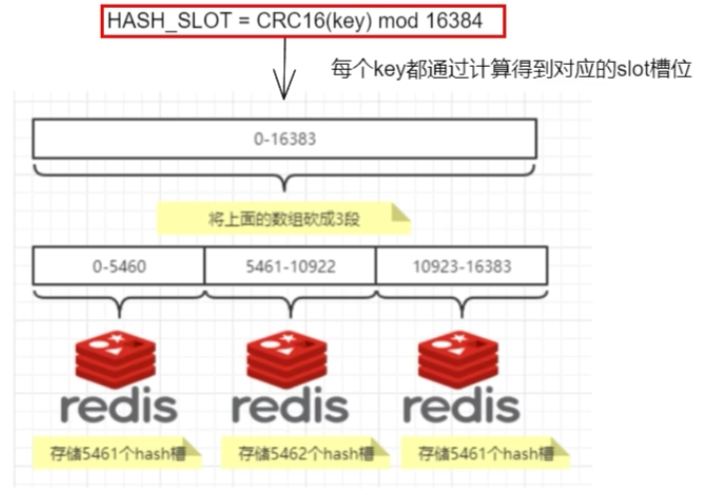 HASH_SLOT = CRC16(key) mod 16384
每个key都通过计算得到对应的slot槽位
0-16383
将上面的数组砍成3段
0-5460
5461-10922
10923-16383
redis
redis
redis
存储5461个hash槽
存储5462个hash槽
存储5461个hash槽